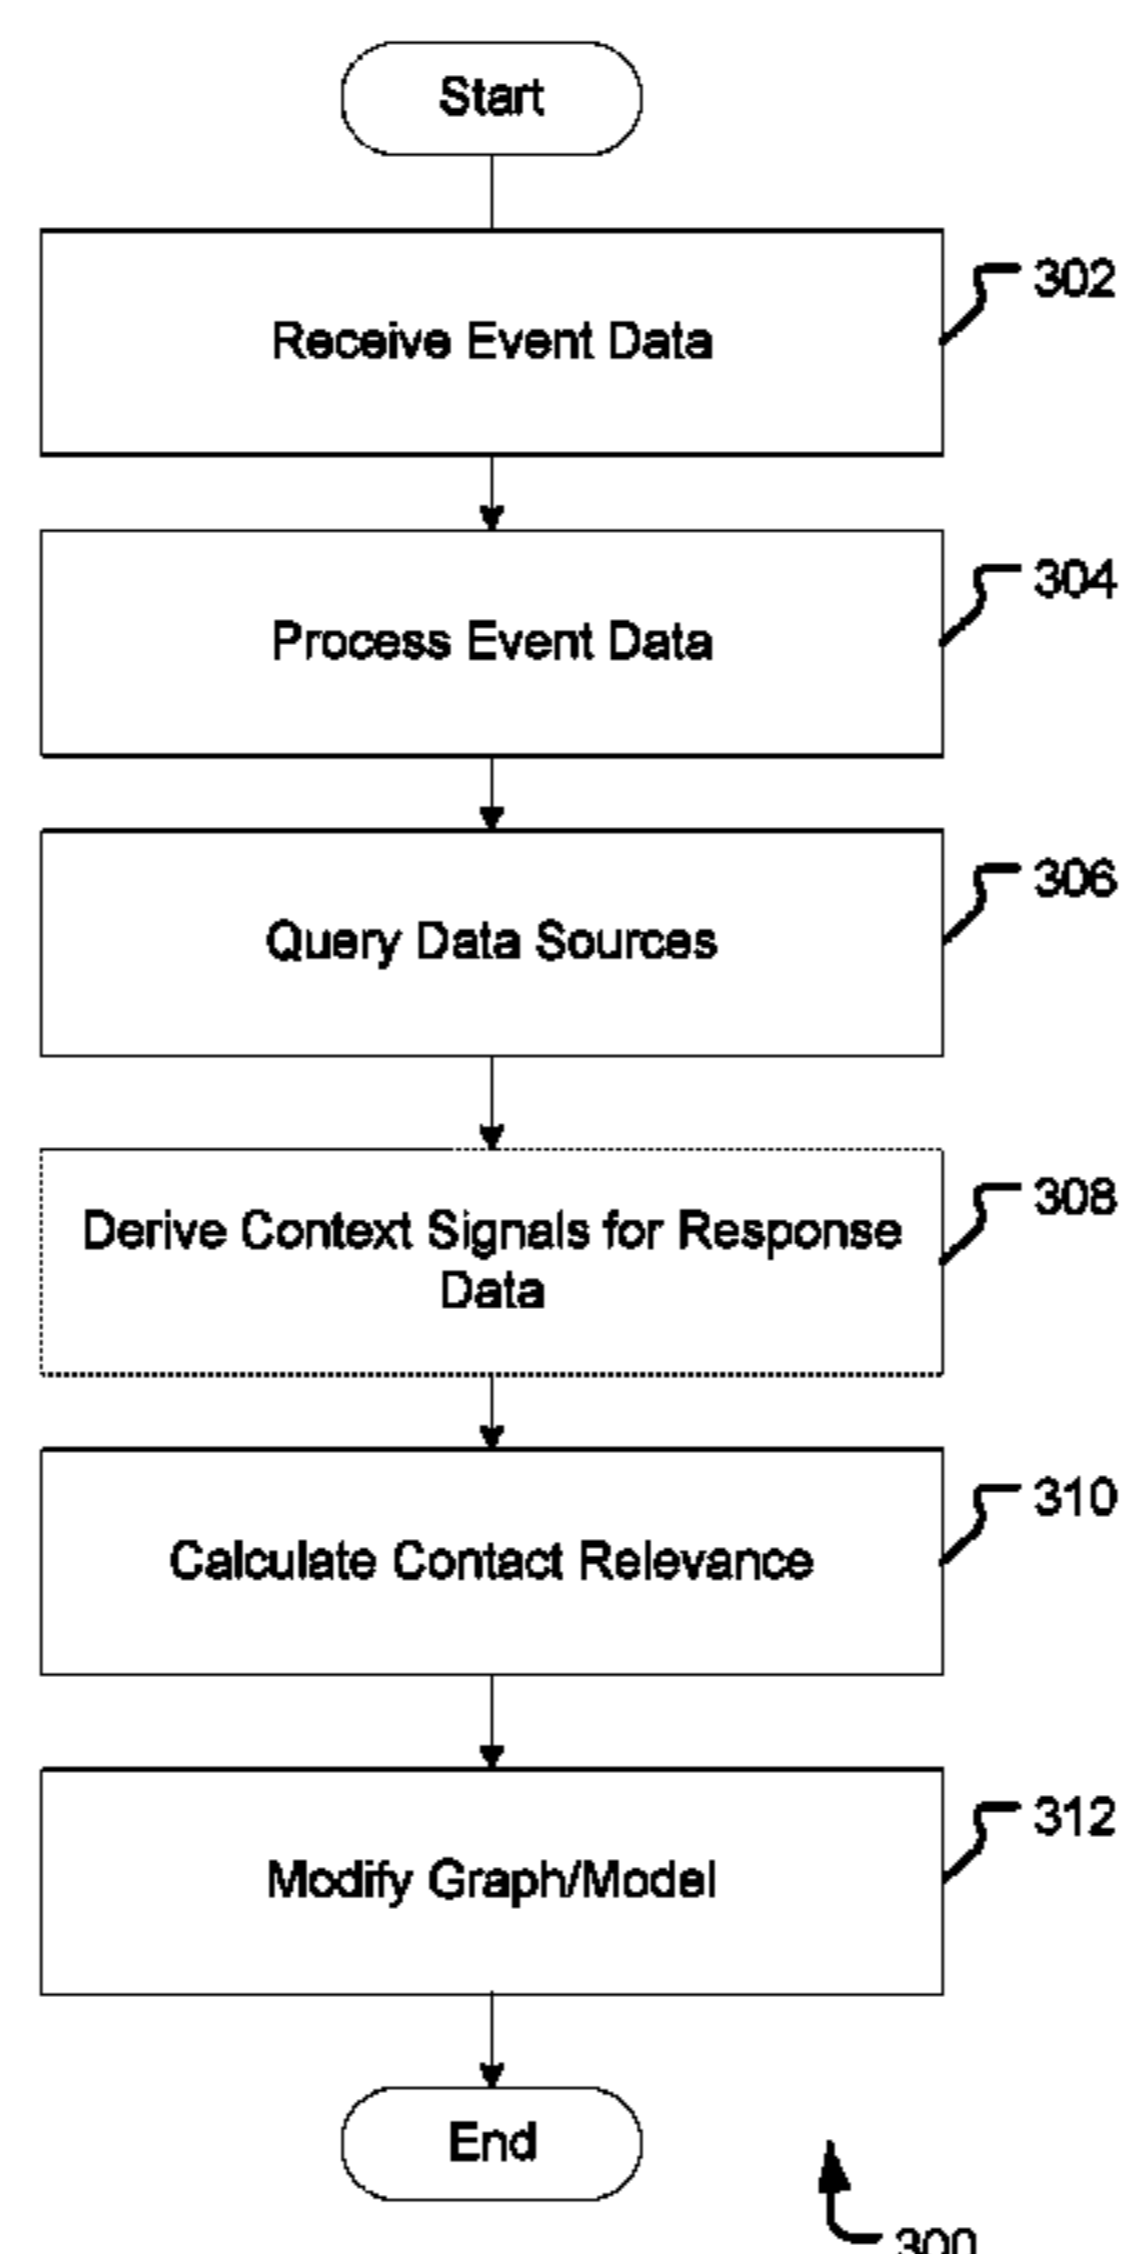 Start
Receive Event Data
302
Process Event Data
304
Query Data Sources
306
Derive Context Signals for Response
Data
308
Calculate Contact Relevance
310
Modify Graph/Model
312
End
300